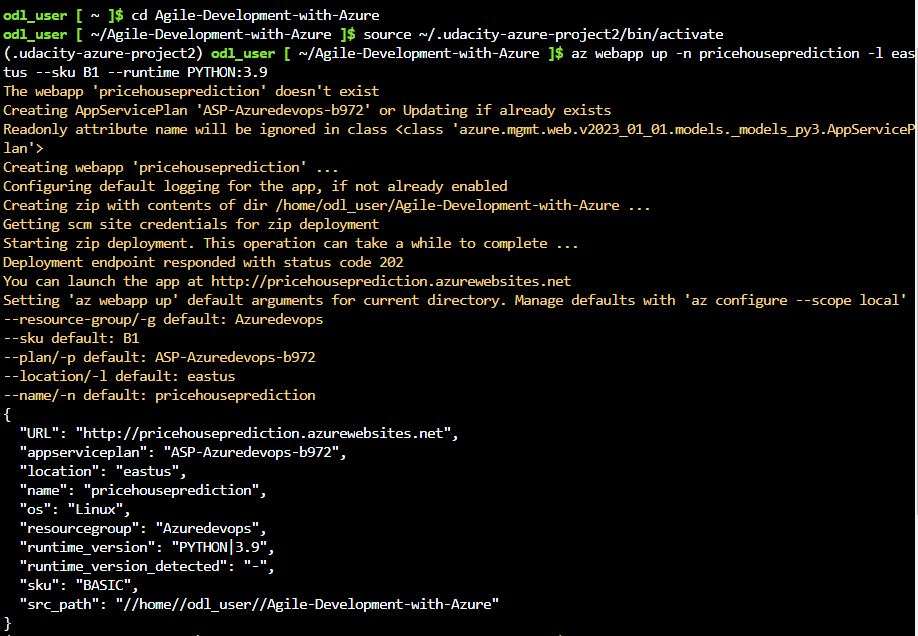 odl_user [ ~ ]$ cd Agile-Development-with-Azure
odl_user [ ~/Agile-Development-with-Azure ]$ source ~/.udacity-azure-project2/bin/activate
(.udacity-azure-project2) odl_user [ ~/Agile-Development-with-Azure ]$ az webapp up -n pricehouseprediction -l eas
tus --sku B1 --runtime PYTHON:3.9
The webapp 'pricehouseprediction' doesn't exist
Creating AppServicePlan 'ASP-Azuredevops-b972' or Updating if already exists
Readonly attribute name will be ignored in class <class 'azure.mgmt.web.v2023_01_01.models._models_py3.AppServiceP
lan'>
Creating webapp 'pricehouseprediction' ...
Configuring default logging for the app, if not already enabled
Creating zip with contents of dir /home/odl_user/Agile-Development-with-Azure ...
Getting scm site credentials for zip deployment
Starting zip deployment. This operation can take a while to complete ...
Deployment endpoint responded with status code 202
You can launch the app at http://pricehouseprediction.azurewebsites.net
Setting 'az webapp up' default arguments for current directory. Manage defaults with 'az configure --scope local'
--resource-group/-g default: Azuredevops
--sku default: B1
--plan/-p default: ASP-Azuredevops-b972
--location/-l default: eastus
--name/-n default: pricehouseprediction
{
  "URL": "http://pricehouseprediction.azurewebsites.net",
  "appserviceplan": "ASP-Azuredevops-b972",
  "location": "eastus",
  "name": "pricehouseprediction",
  "os": "Linux",
  "resourcegroup": "Azuredevops",
  "runtime_version": "PYTHON|3.9",
  "runtime_version_detected": "-",
  "sku": "BASIC",
  "src_path": "//home//odl_user//Agile-Development-with-Azure"
}